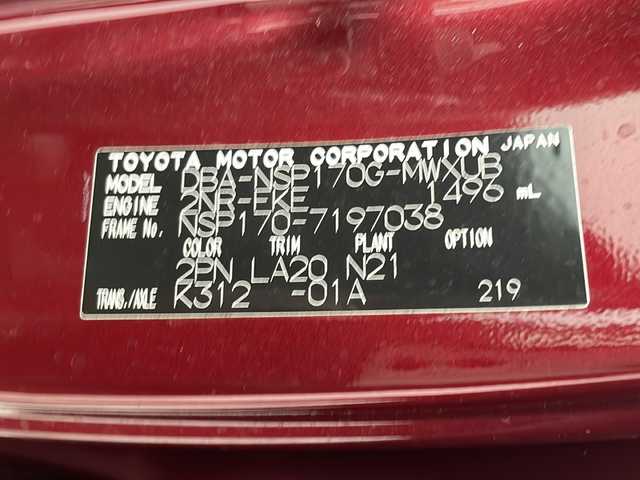 TOYOTA MOTOR CORPORATION JAPAN
MODEL DBA-NSP170G-MWXUB
ENGINE 2NR-FKE 1496 mL
FRAME No. NSP170-7197038
COLOR TRIM PLANT OPTION
2PN LA20 N21
TRANS./AXLE K312 -01A 219